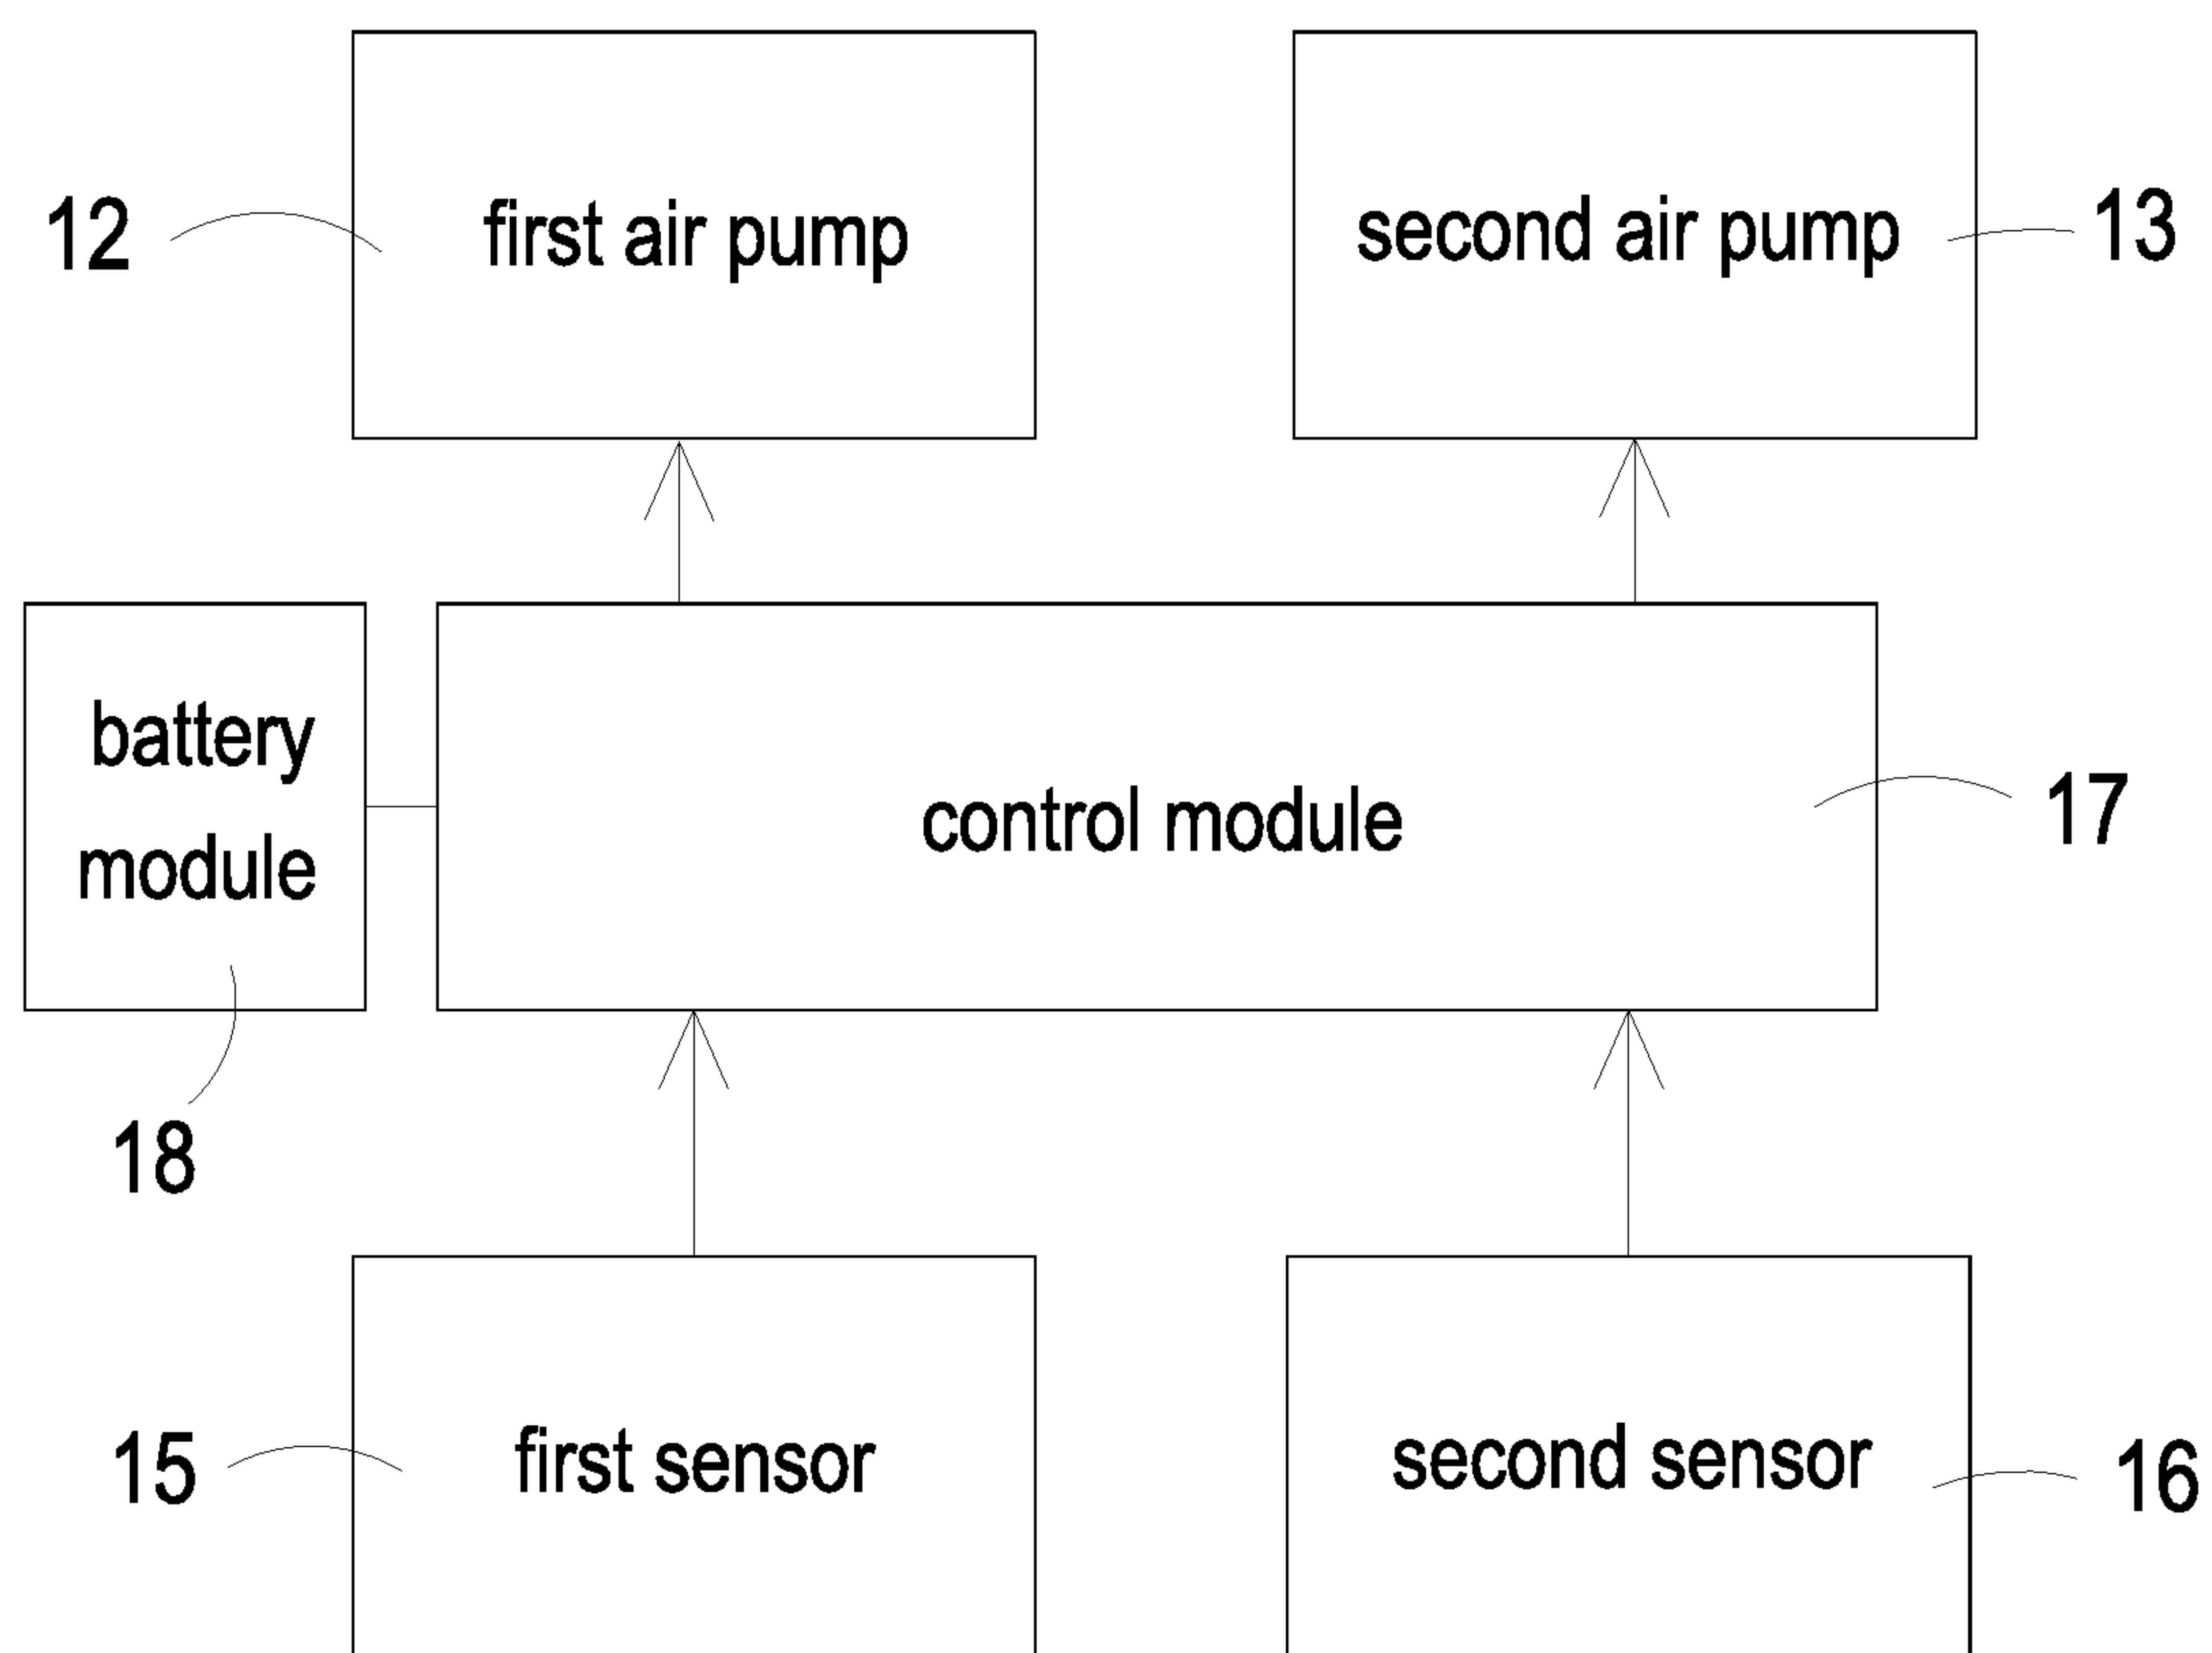 12
first air pump
second air pump
13
battery
module
control module
17
18
15
first sensor
second sensor
16